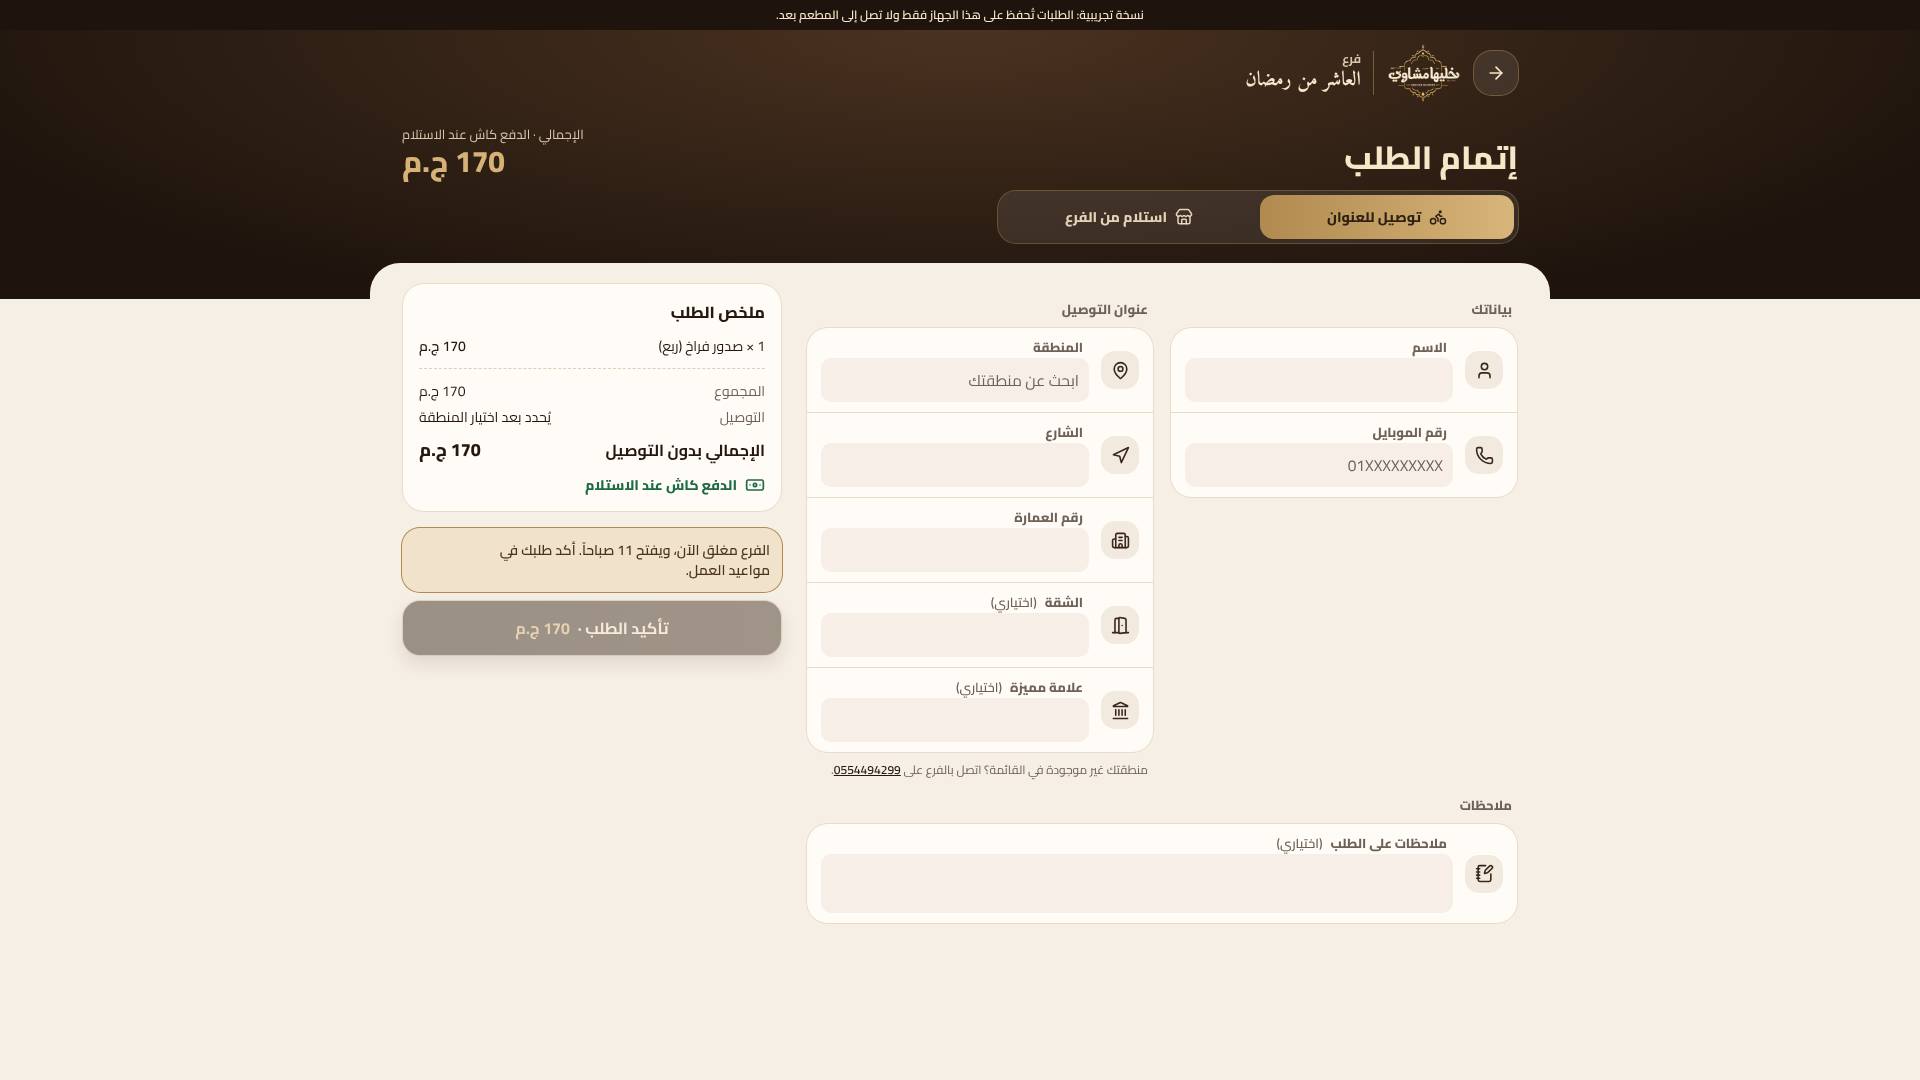 نسخة تجريبية: الطلبات تُحفظ على هذا الجهاز فقط ولا تصل إلى المطعم بعد.
خليها مشاوي
فرع
العاشر من رمضان
إتمام الطلب
الإجمالي · الدفع كاش عند الاستلام
170 ج.م
توصيل للعنوان
استلام من الفرع
بياناتك
الاسم
رقم الموبايل
01XXXXXXXXX
عنوان التوصيل
المنطقة
ابحث عن منطقتك
الشارع
رقم العمارة
الشقة (اختياري)
علامة مميزة (اختياري)
منطقتك غير موجودة في القائمة؟ اتصل بالفرع على 0554494299.
ملاحظات
ملاحظات على الطلب (اختياري)
ملخص الطلب
1 × صدور فراخ (ربع) 170 ج.م
المجموع 170 ج.م
التوصيل يُحدد بعد اختيار المنطقة
الإجمالي بدون التوصيل 170 ج.م
الدفع كاش عند الاستلام
الفرع مغلق الآن، ويفتح 11 صباحاً. أكد طلبك في
مواعيد العمل.
تأكيد الطلب · 170 ج.م